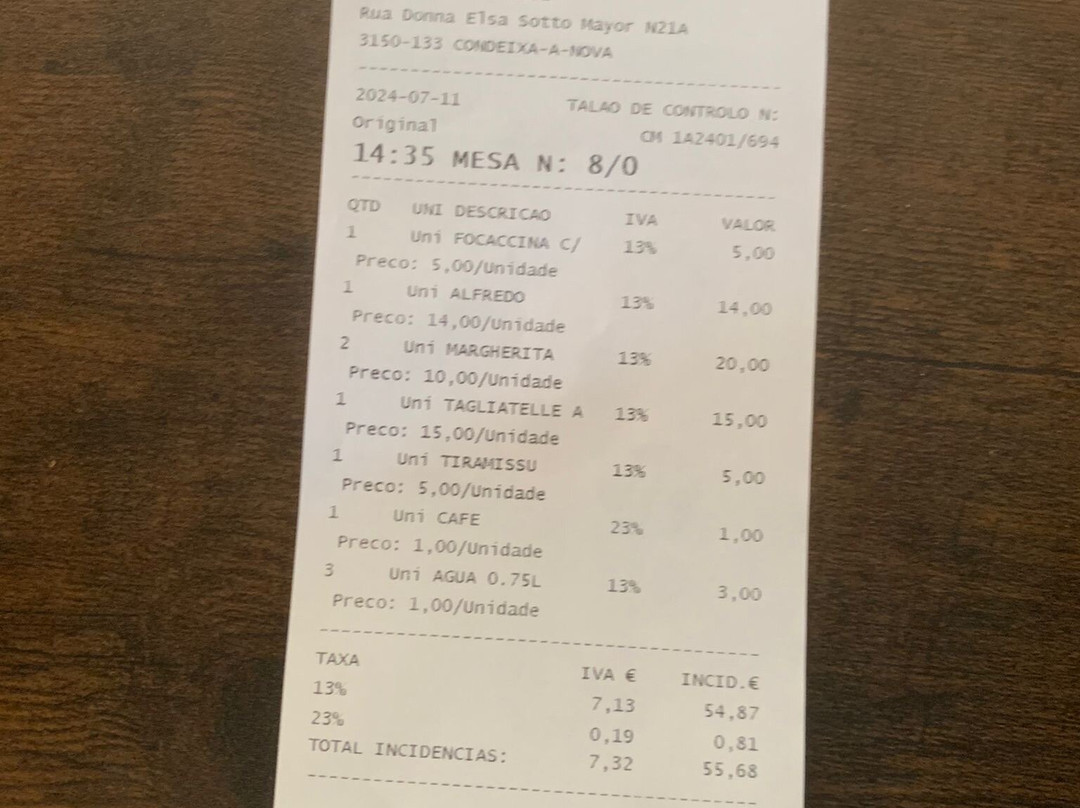 Rua Donna Elsa Sotto Mayor N21A
3150-133 CONDEIXA-A-NOVA
2024-07-11 TALAO DE CONTROLO N:
Original CM 1A2401/694
14:35 MESA N: 8/0
QTD UNI DESCRICAO IVA VALOR
1 Uni FOCACCINA C/ 13% 5,00
Preco: 5,00/Unidade
1 Uni ALFREDO 13% 14,00
Preco: 14,00/Unidade
2 Uni MARGHERITA 13% 20,00
Preco: 10,00/Unidade
1 Uni TAGLIATELLE A 13% 15,00
Preco: 15,00/Unidade
1 Uni TIRAMISSU 13% 5,00
Preco: 5,00/Unidade
1 Uni CAFE 23% 1,00
Preco: 1,00/Unidade
3 Uni AGUA 0.75L 13% 3,00
Preco: 1,00/Unidade
TAXA IVA € INCID.€
13% 7,13 54,87
23% 0,19 0,81
TOTAL INCIDENCIAS: 7,32 55,68